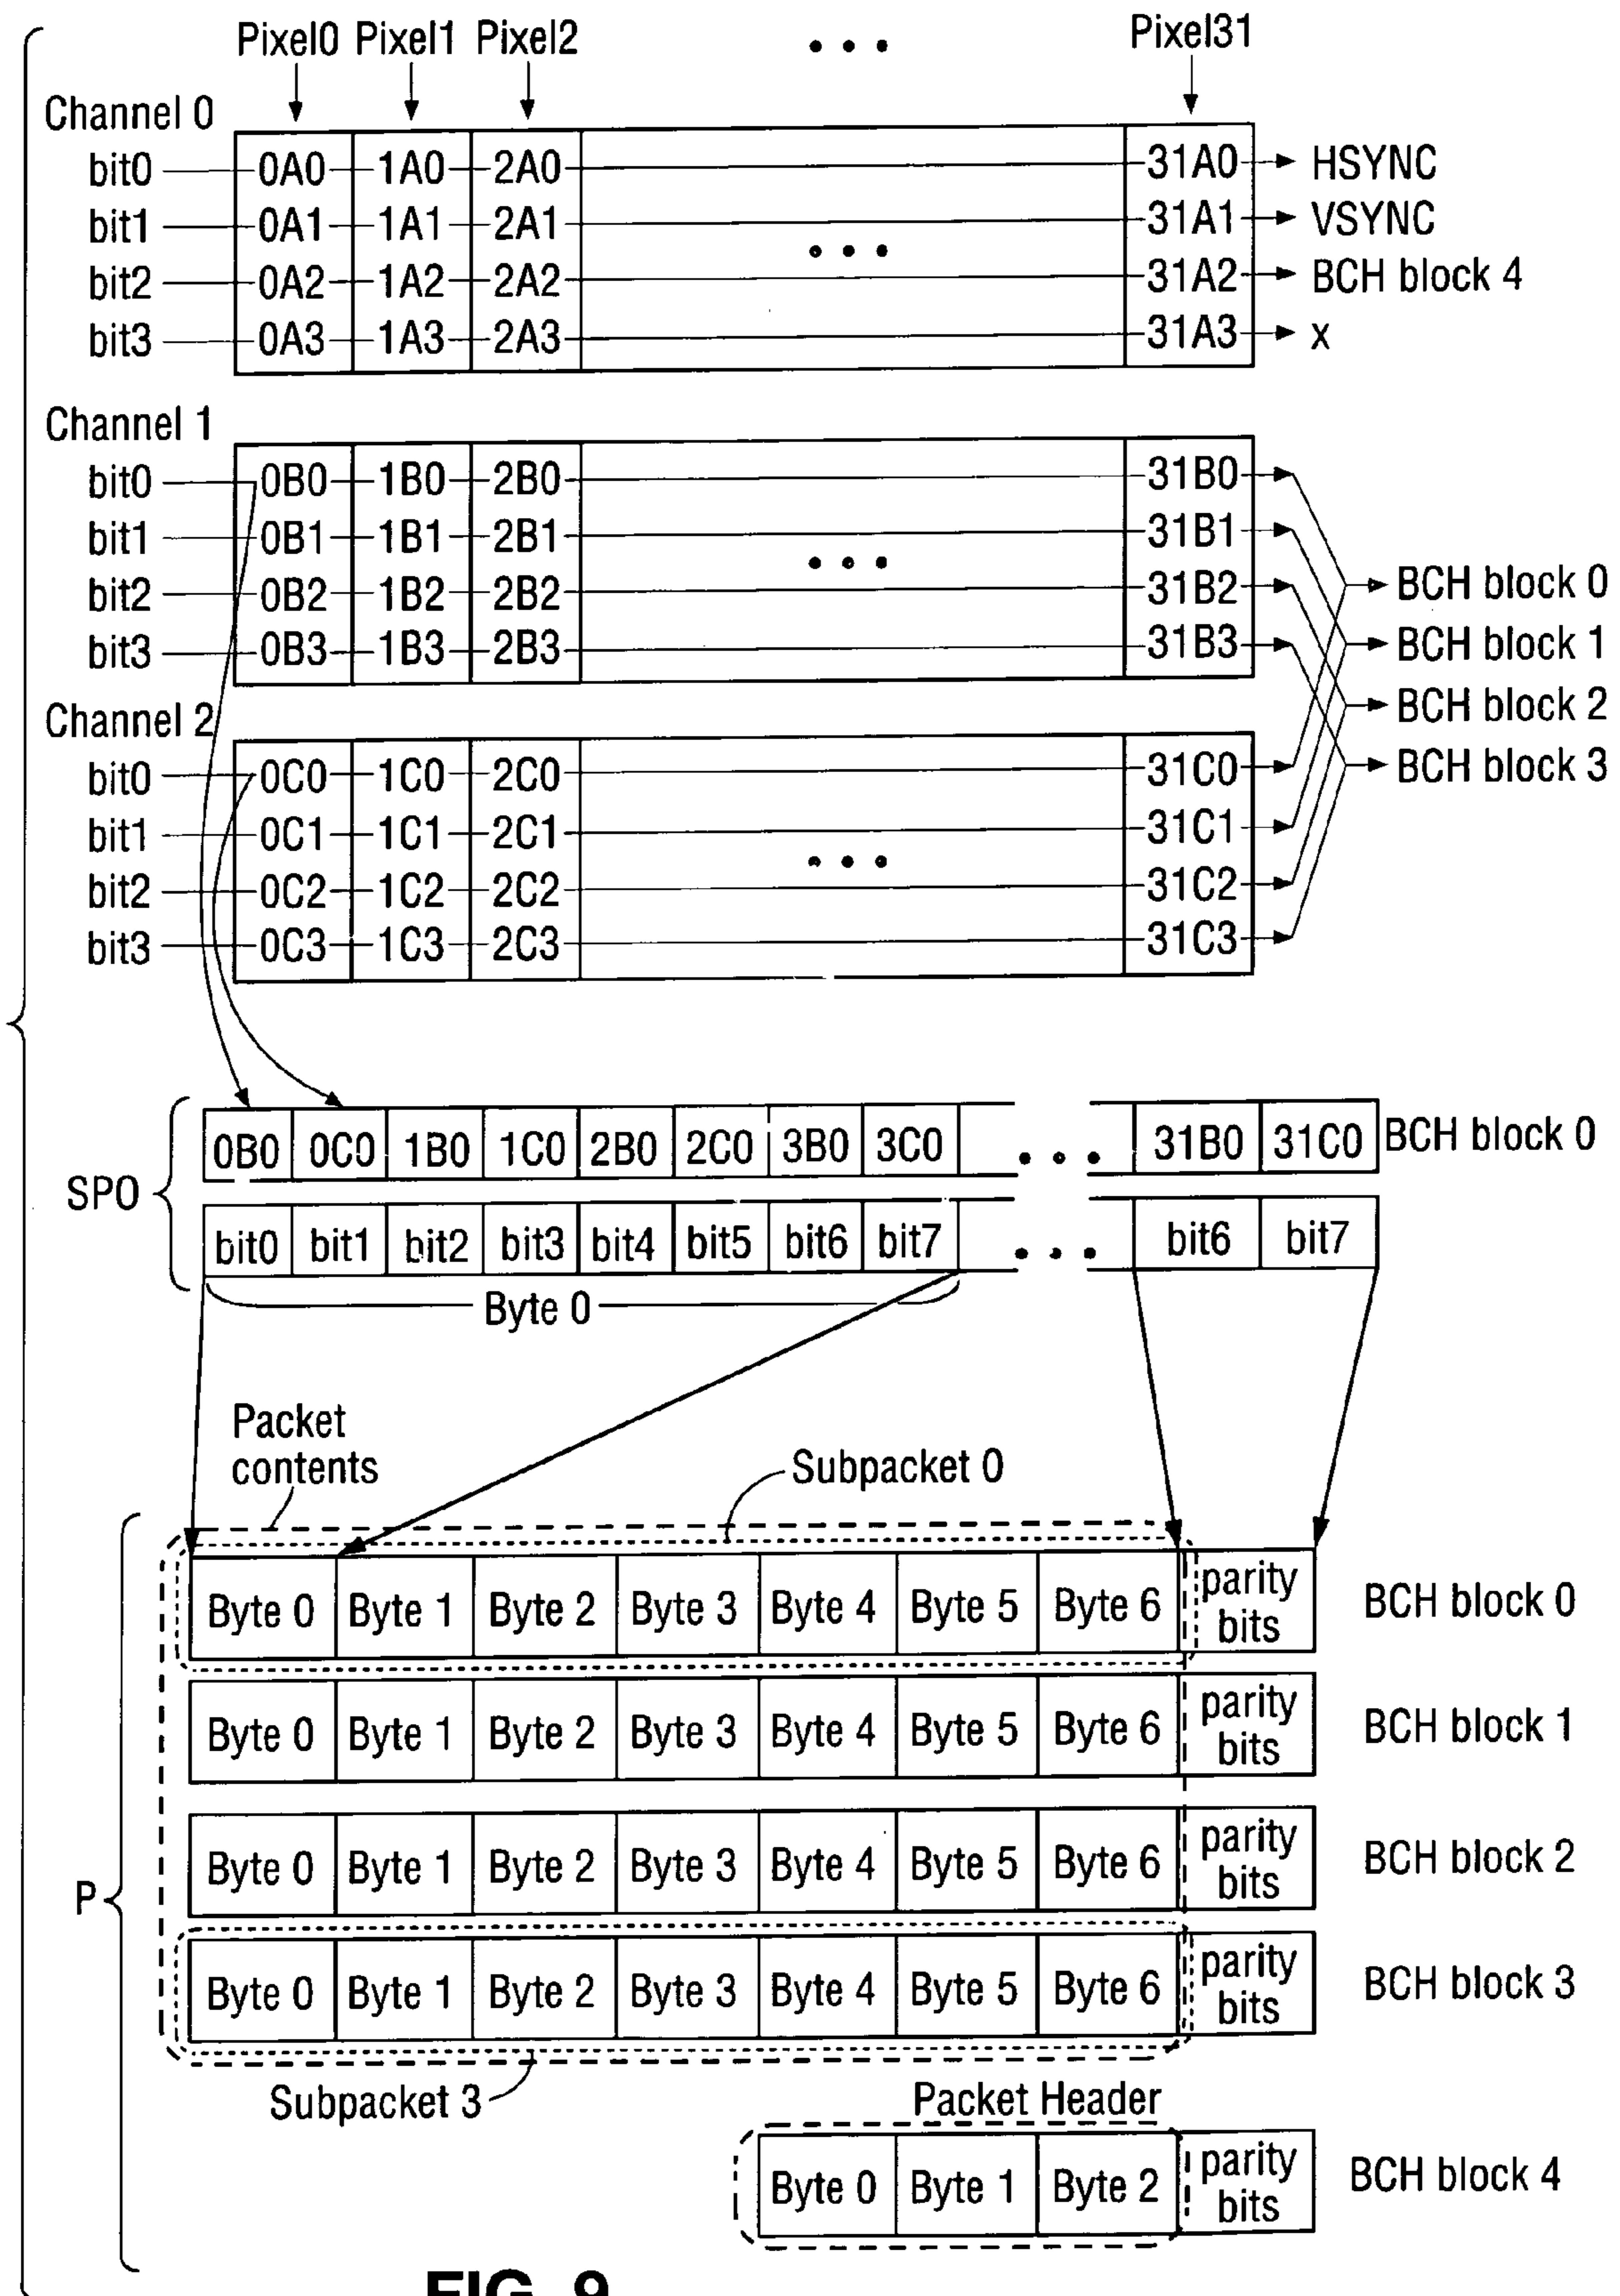 Pixel0 Pixel1 Pixel2 • • • Pixel31
Channel 0
bit0 0A0 1A0 2A0 31A0 HSYNC
bit1 0A1 1A1 2A1 31A1 VSYNC
• • •
bit2 0A2 1A2 2A2 31A2 BCH block 4
bit3 0A3 1A3 2A3 31A3 x
Channel 1
bit0 0B0 1B0 2B0 31B0
bit1 0B1 1B1 2B1 31B1
• • •
bit2 0B2 1B2 2B2 31B2
bit3 0B3 1B3 2B3 31B3
BCH block 0
BCH block 1
BCH block 2
BCH block 3
Channel 2
bit0 0C0 1C0 2C0 31C0
bit1 0C1 1C1 2C1 31C1
• • •
bit2 0C2 1C2 2C2 31C2
bit3 0C3 1C3 2C3 31C3
SPO
0B0 0C0 1B0 1C0 2B0 2C0 3B0 3C0 • • • 31B0 31C0 BCH block 0
bit0 bit1 bit2 bit3 bit4 bit5 bit6 bit7 • • • bit6 bit7
Byte 0
Packet
contents
Subpacket 0
P
Byte 0 Byte 1 Byte 2 Byte 3 Byte 4 Byte 5 Byte 6 parity bits BCH block 0
Byte 0 Byte 1 Byte 2 Byte 3 Byte 4 Byte 5 Byte 6 parity bits BCH block 1
Byte 0 Byte 1 Byte 2 Byte 3 Byte 4 Byte 5 Byte 6 parity bits BCH block 2
Byte 0 Byte 1 Byte 2 Byte 3 Byte 4 Byte 5 Byte 6 parity bits BCH block 3
Subpacket 3
Packet Header
Byte 0 Byte 1 Byte 2 parity bits BCH block 4
FIG. 9